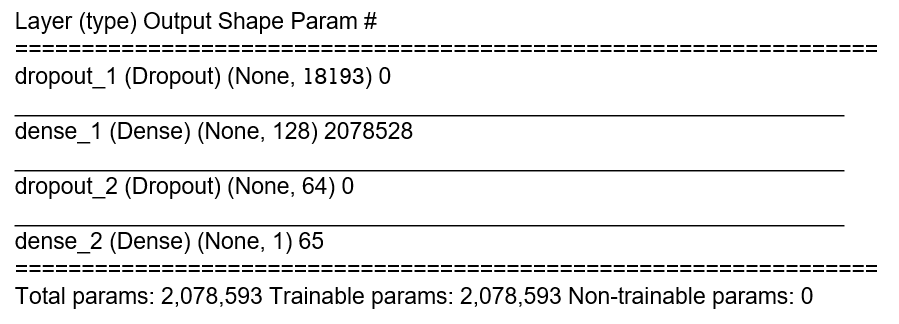 Layer (type) Output Shape Param #
=================================================================
dropout_1 (Dropout) (None, 18193) 0
_________________________________________________________________
dense_1 (Dense) (None, 128) 2078528
_________________________________________________________________
dropout_2 (Dropout) (None, 64) 0
_________________________________________________________________
dense_2 (Dense) (None, 1) 65
=================================================================
Total params: 2,078,593 Trainable params: 2,078,593 Non-trainable params: 0